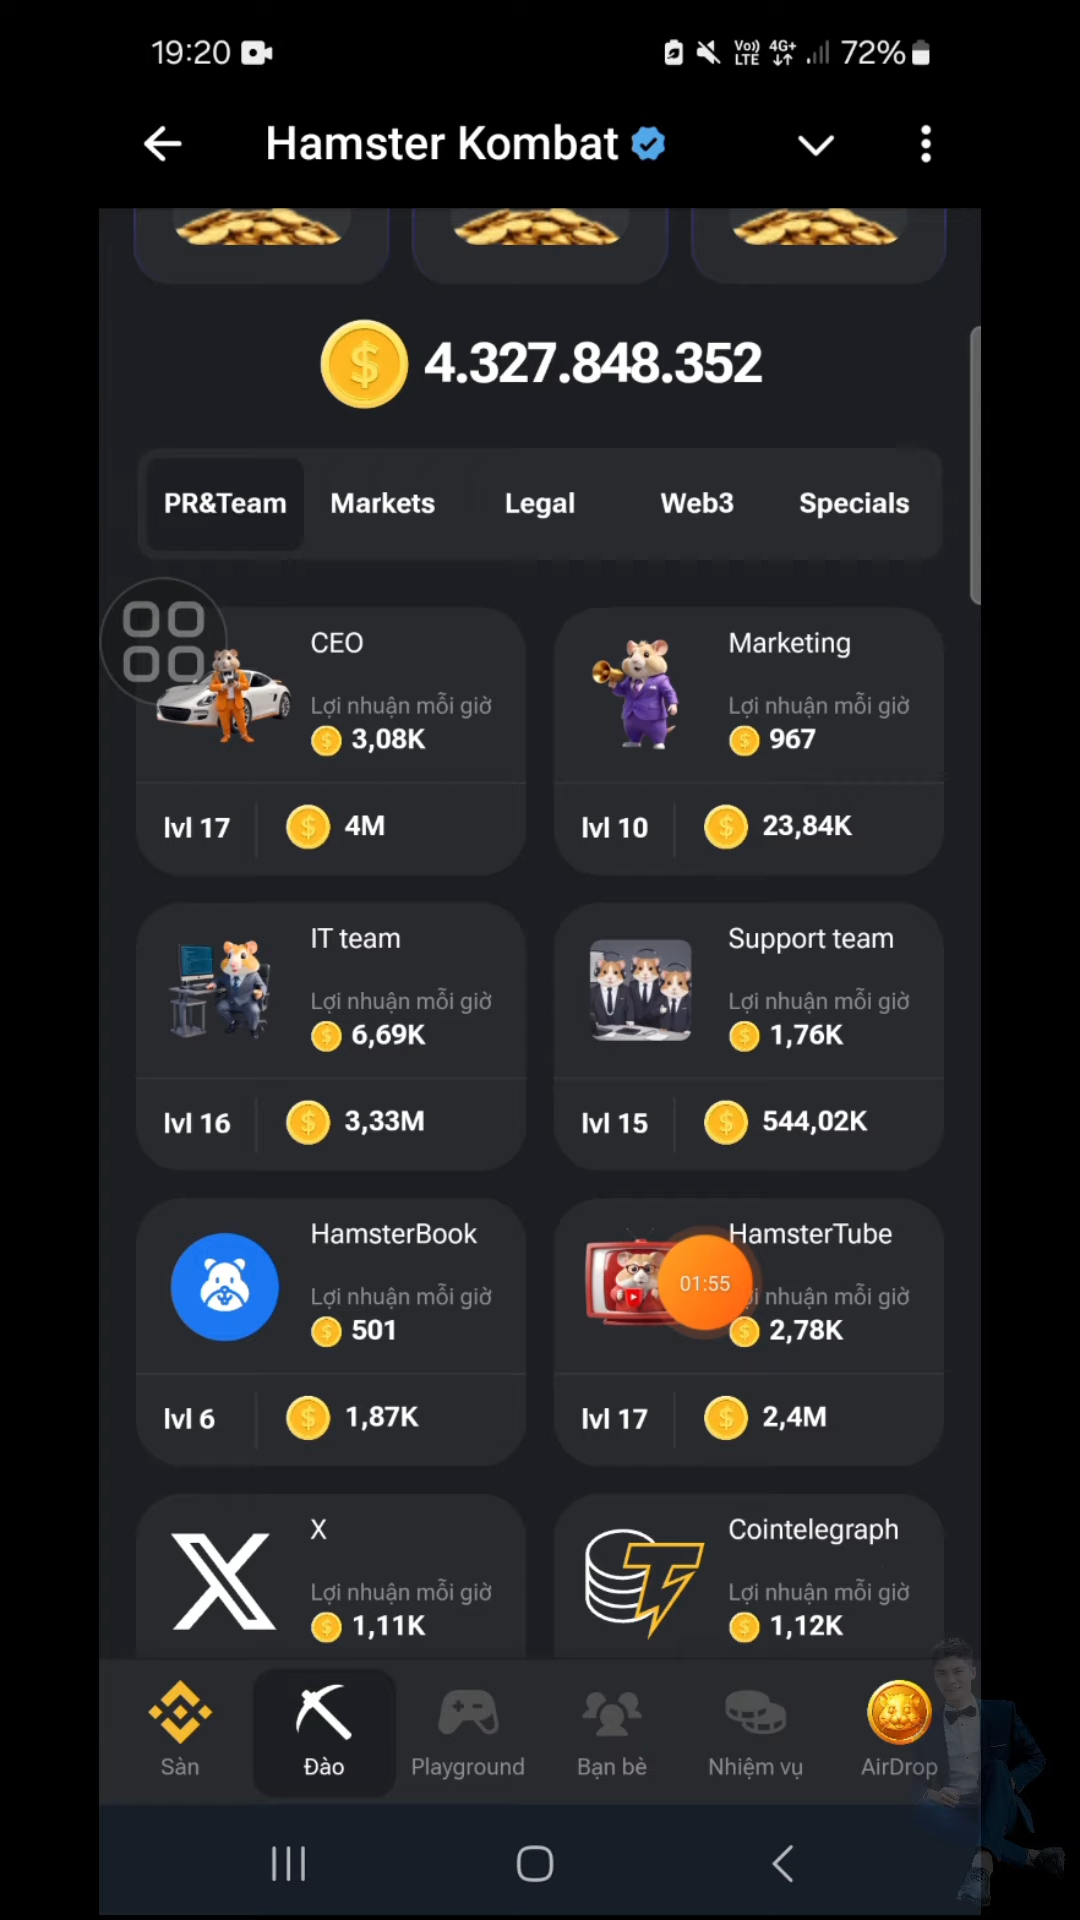 19:20
Vo)) LTE 4G+ 72%
Hamster Kombat
4.327.848.352
PR&Team Markets Legal Web3 Specials
CEO
Lợi nhuận mỗi giờ
3,08K
lvl 17 4M
Marketing
Lợi nhuận mỗi giờ
967
lvl 10 23,84K
IT team
Lợi nhuận mỗi giờ
6,69K
lvl 16 3,33M
Support team
Lợi nhuận mỗi giờ
1,76K
lvl 15 544,02K
HamsterBook
Lợi nhuận mỗi giờ
501
lvl 6 1,87K
HamsterTube
01:55
nhuận mỗi giờ
2,78K
lvl 17 2,4M
X
Lợi nhuận mỗi giờ
1,11K
Cointelegraph
Lợi nhuận mỗi giờ
1,12K
Sàn Đào Playground Bạn bè Nhiệm vụ AirDrop